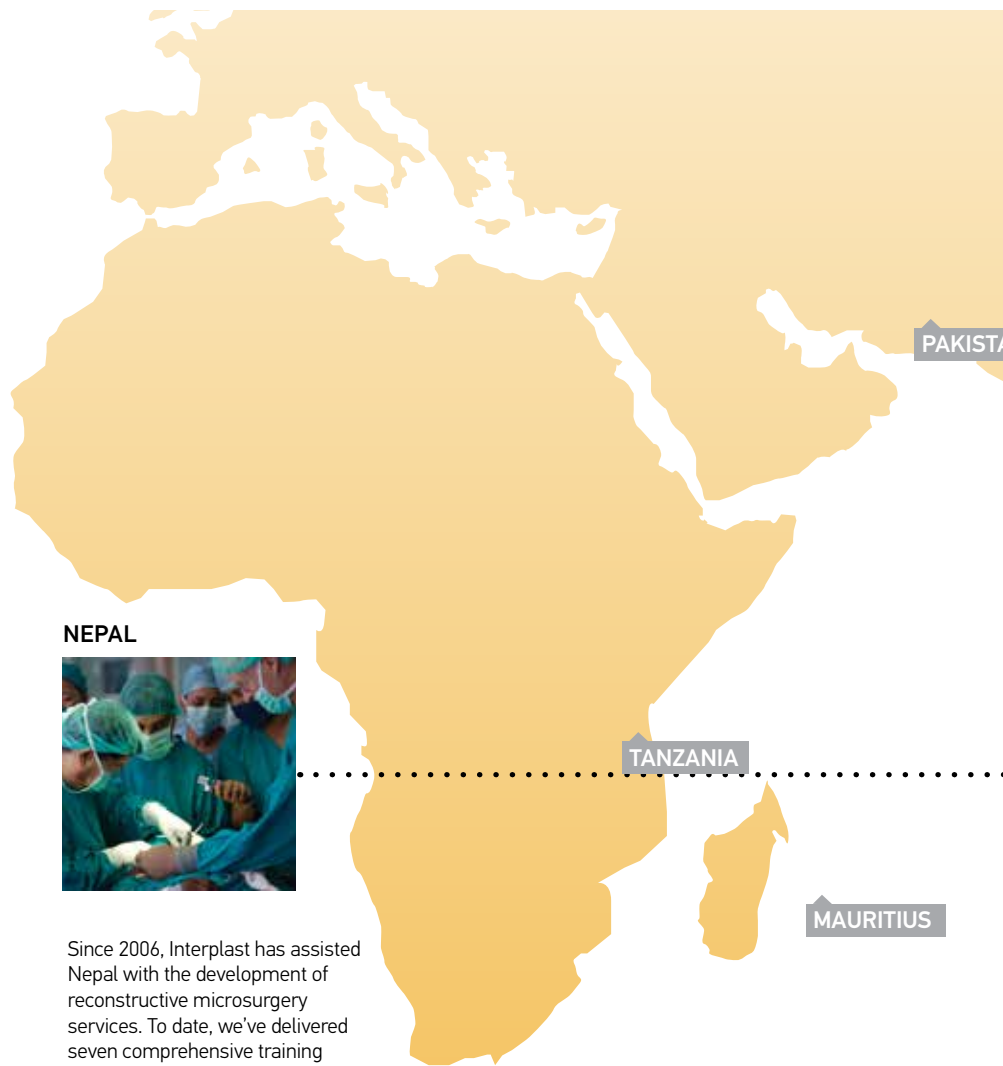 PAKISTA
NEPAL
TANZANIA
MAURITIUS
Since 2006, Interplast has assisted
Nepal with the development of
reconstructive microsurgery
services. To date, we’ve delivered
seven comprehensive training